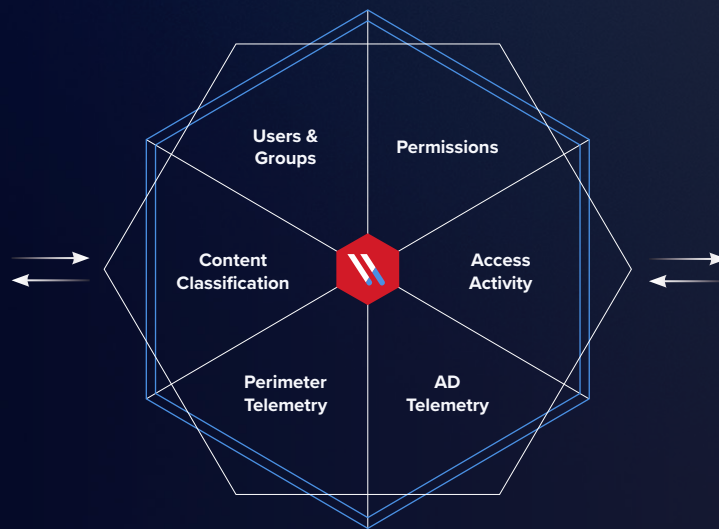 Users &
Groups
Permissions
Content
Classification
Access
Activity
Perimeter
Telemetry
AD
Telemetry